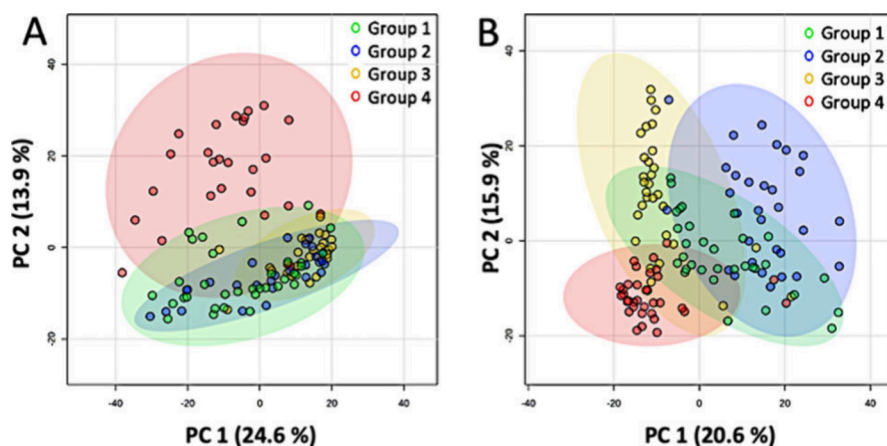 A
Group 1
Group 2
Group 3
Group 4
40
20
0
-20
PC 2 (13.9 %)
-40
-20
0
20
40
PC 1 (24.6 %)
B
Group 1
Group 2
Group 3
Group 4
40
20
0
-20
PC 2 (15.9 %)
-40
-20
0
20
40
PC 1 (20.6 %)